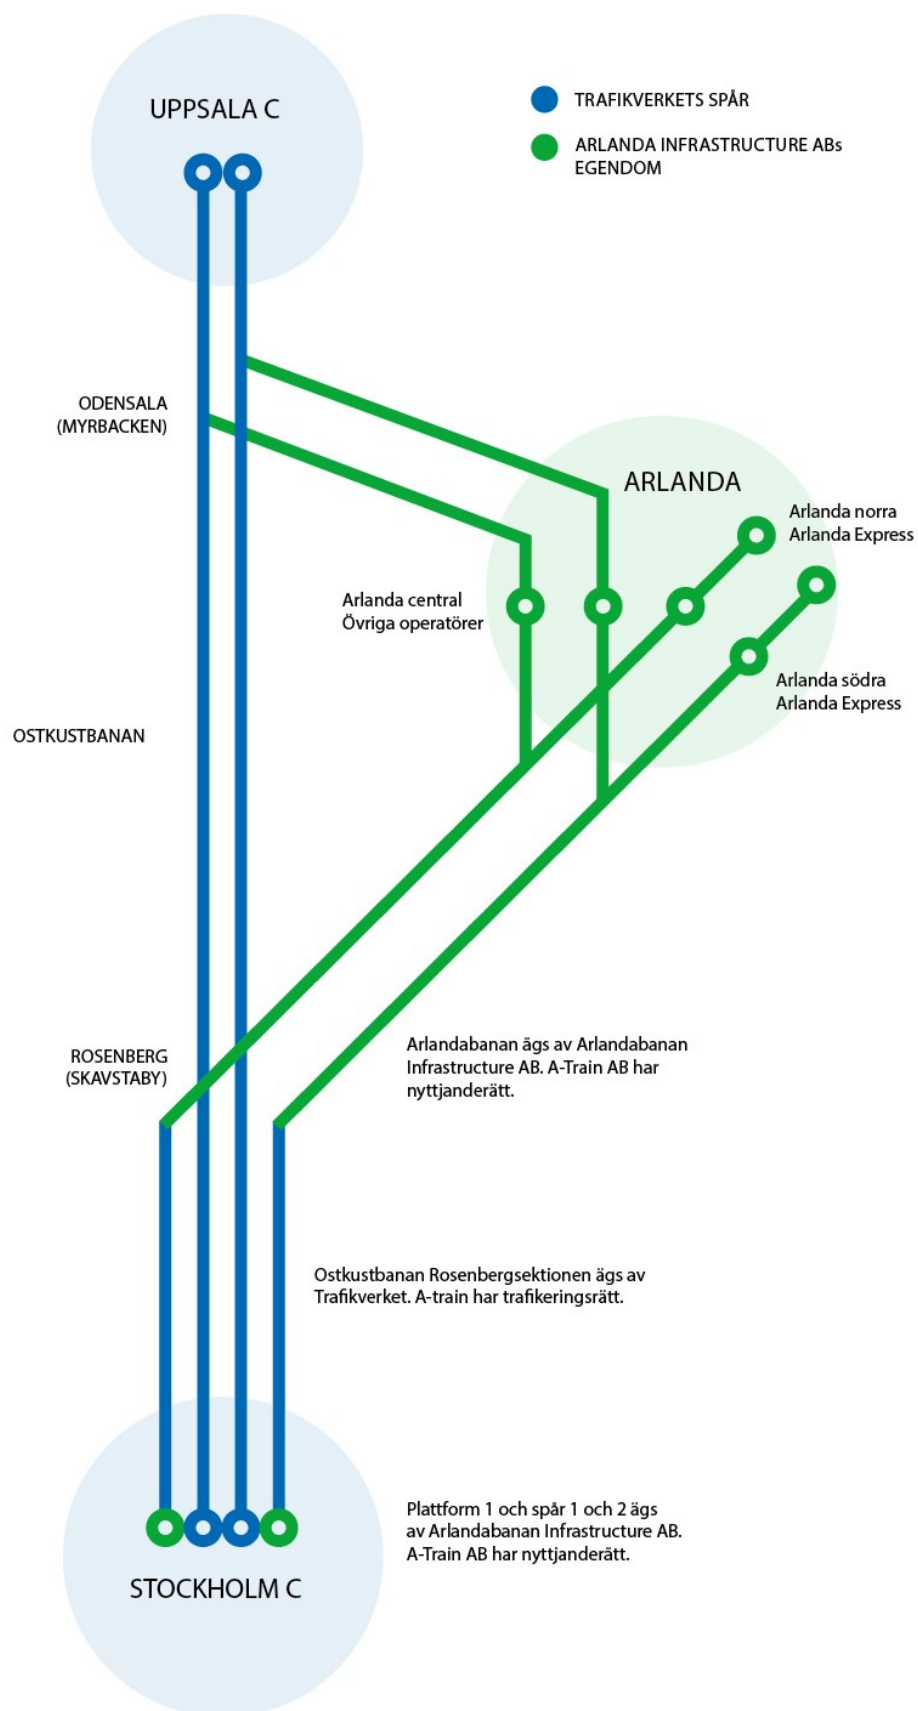 UPPSALA C
TRAFIKVERKETS SPÅR
ARLANDA INFRASTRUCTURE ABs
EGENDOM
ODENSALA
(MYRBACKEN)
ARLANDA
Arlanda norra
Arlanda Express
Arlanda central
Övriga operatörer
Arlanda södra
Arlanda Express
OSTKUSTBANAN
ROSENBERG
(SKAVSTABY)
Arlandabanan ägs av Arlandabanan
Infrastructure AB. A-Train AB har
nyttjanderätt.
Ostkustbanan Rosenbergsektionen ägs av
Trafikverket. A-train har trafikeringsrätt.
Plattform 1 och spår 1 och 2 ägs
av Arlandabanan Infrastructure AB.
A-Train AB har nyttjanderätt.
STOCKHOLM C